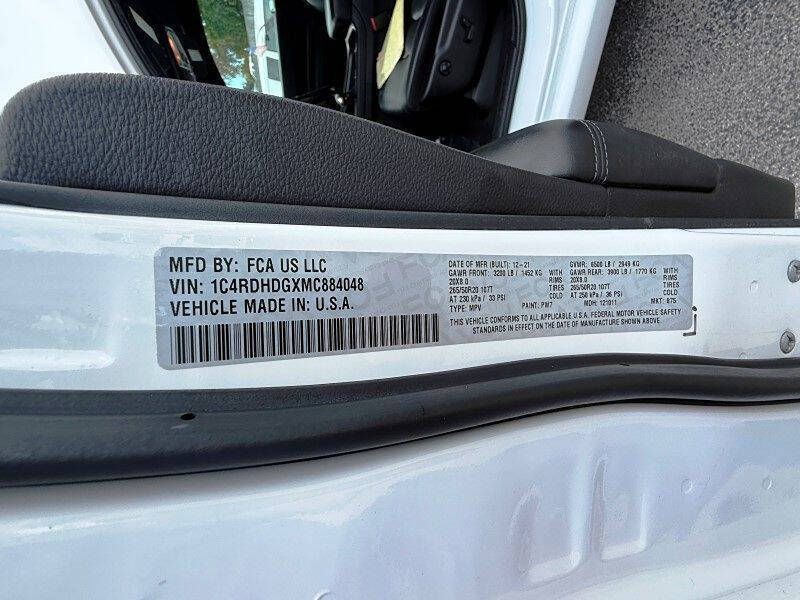 MFD BY: FCA US LLC
VIN: 1C4RDHDGXMC884048
VEHICLE MADE IN: U.S.A.
DATE OF MFR (BUILT): 12-21 GVWR: 6500 LB / 2949 KG
GAWR FRONT: 3200 LB / 1452 KG WITH GAWR REAR: 3900 LB / 1770 KG WITH
20X8.0 RIMS 20X8.0 RIMS
265/50R20 107T TIRES 265/50R20 107T TIRES
AT 230 kPa / 33 PSI AT 250 kPa / 36 PSI
TYPE: MPV PAINT: PW7 MDH: 121011 MKT: 875
THIS VEHICLE CONFORMS TO ALL APPLICABLE U.S.A. FEDERAL MOTOR VEHICLE SAFETY
STANDARDS IN EFFECT ON THE DATE OF MANUFACTURE SHOWN ABOVE.